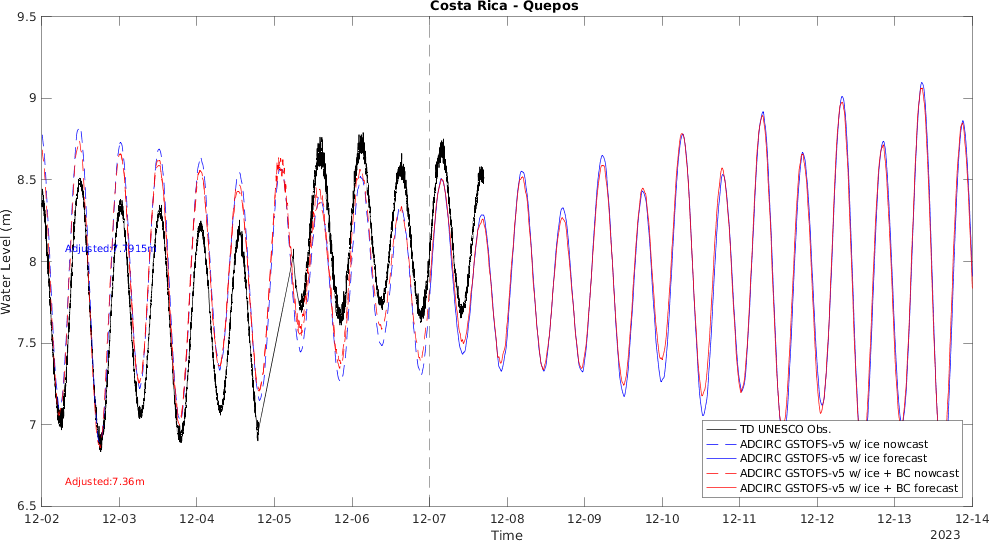 Costa Rica - Quepos
9.5
9
8.5
8
7.5
7
6.5
Water Level (m)
Adjusted:7.7915m
Adjusted:7.36m
TD UNESCO Obs.
ADCIRC GSTOFS-v5 w/ ice nowcast
ADCIRC GSTOFS-v5 w/ ice forecast
ADCIRC GSTOFS-v5 w/ ice + BC nowcast
ADCIRC GSTOFS-v5 w/ ice + BC forecast
12-02 12-03 12-04 12-05 12-06 12-07 12-08 12-09 12-10 12-11 12-12 12-13 12-14
Time
2023